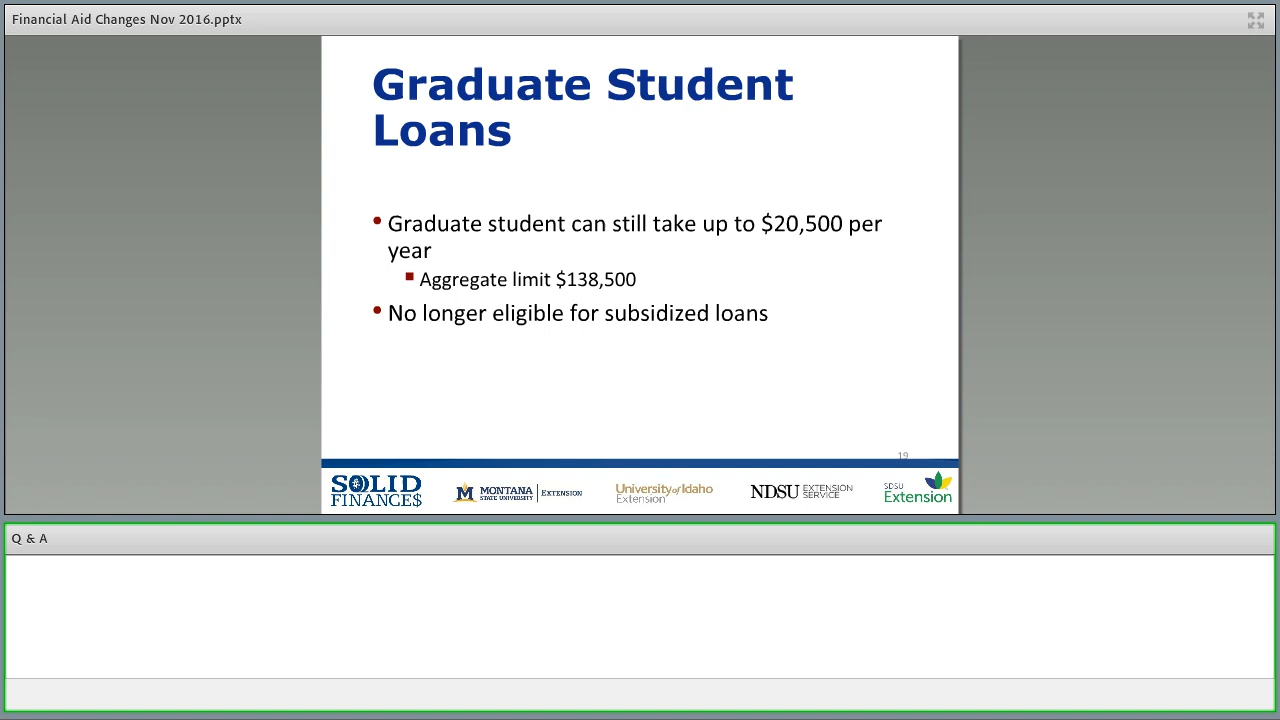 Financial Aid Changes Nov 2016.pptx
Graduate Student
Loans
• Graduate student can still take up to $20,500 per
year
▪ Aggregate limit $138,500
• No longer eligible for subsidized loans
19
SOLID
FINANCE$
MONTANA
STATE UNIVERSITY
EXTENSION
University of Idaho
Extension
NDSU EXTENSION
SERVICE
SDSU
Extension
Q & A